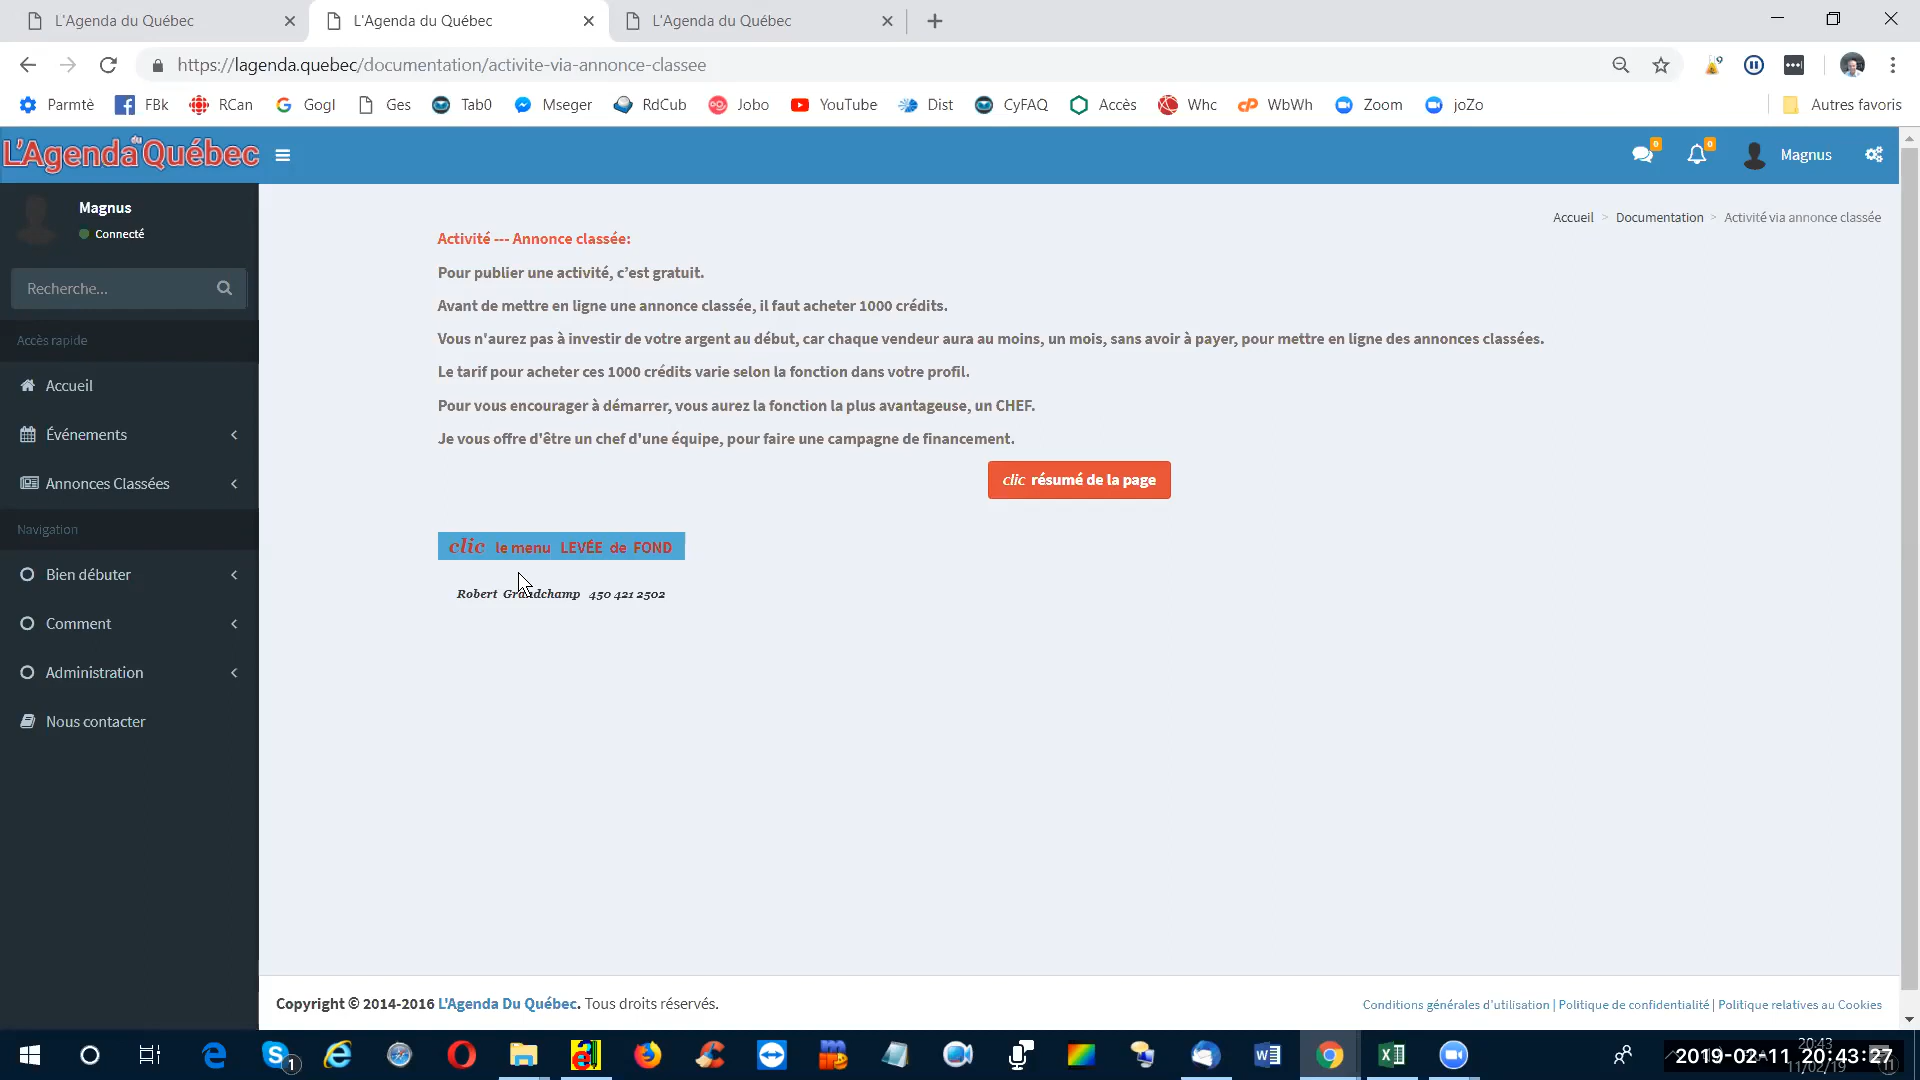 L'Agenda du Québec
L'Agenda du Québec
L'Agenda du Québec
https://lagenda.quebec/documentation/activite-via-annonce-classee
Parmtè FBk RCan Gogl Ges Tab0 Mseger RdCub Jobo YouTube Dist CyFAQ Accès Whc WbWh Zoom joZo Autres favoris
L'Agenda du Québec
0 0 Magnus
Magnus
Connecté
Recherche...
Accès rapide
Accueil
Événements
Annonces Classées
Navigation
Bien débuter
Comment
Administration
Nous contacter
Accueil > Documentation > Activité via annonce classée
Activité --- Annonce classée:
Pour publier une activité, c'est gratuit.
Avant de mettre en ligne une annonce classée, il faut acheter 1000 crédits.
Vous n'aurez pas à investir de votre argent au début, car chaque vendeur aura au moins, un mois, sans avoir à payer, pour mettre en ligne des annonces classées.
Le tarif pour acheter ces 1000 crédits varie selon la fonction dans votre profil.
Pour vous encourager à démarrer, vous aurez la fonction la plus avantageuse, un CHEF.
Je vous offre d'être un chef d'une équipe, pour faire une campagne de financement.
clic résumé de la page
clic le menu LEVÉE de FOND
Robert Grandchamp 450 421 2502
Copyright © 2014-2016 L'Agenda Du Québec. Tous droits réservés.
Conditions générales d'utilisation | Politique de confidentialité | Politique relatives au Cookies
1
20:43
2019-02-11 20:43:27
11/02/19